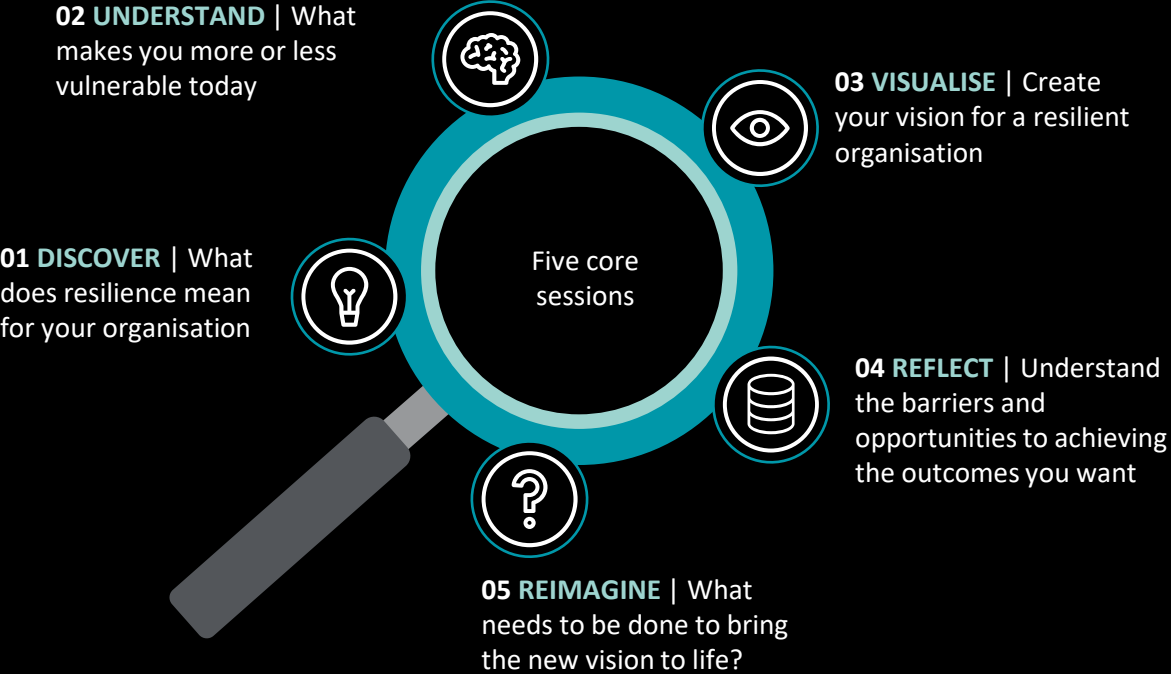 01 DISCOVER | What
does resilience mean
for your organisation
02 UNDERSTAND | What
makes you more or less
vulnerable today
03 VISUALISE | Create
your vision for a resilient
organisation
04 REFLECT | Understand
the barriers and
opportunities to achieving
the outcomes you want
05 REIMAGINE | What
needs to be done to bring
the new vision to life?
Five core
sessions